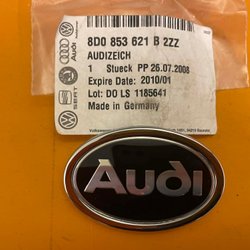 8D0 853 621 B 2ZZ
AUDIZEICH
1 Stueck PP 26.07.2008
Expire Date: 2010/01
Lot: DO LS 1185641
Made in Germany
SEAT
Audi